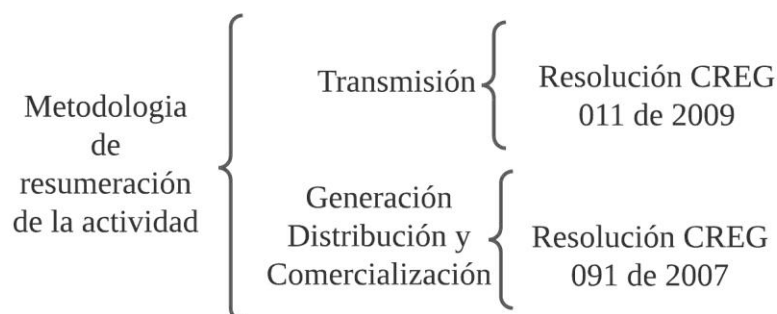 Metodologia
de
resumeración
de la actividad
Transmisión
Resolución CREG
011 de 2009
Generación
Distribución y
Comercialización
Resolución CREG
091 de 2007